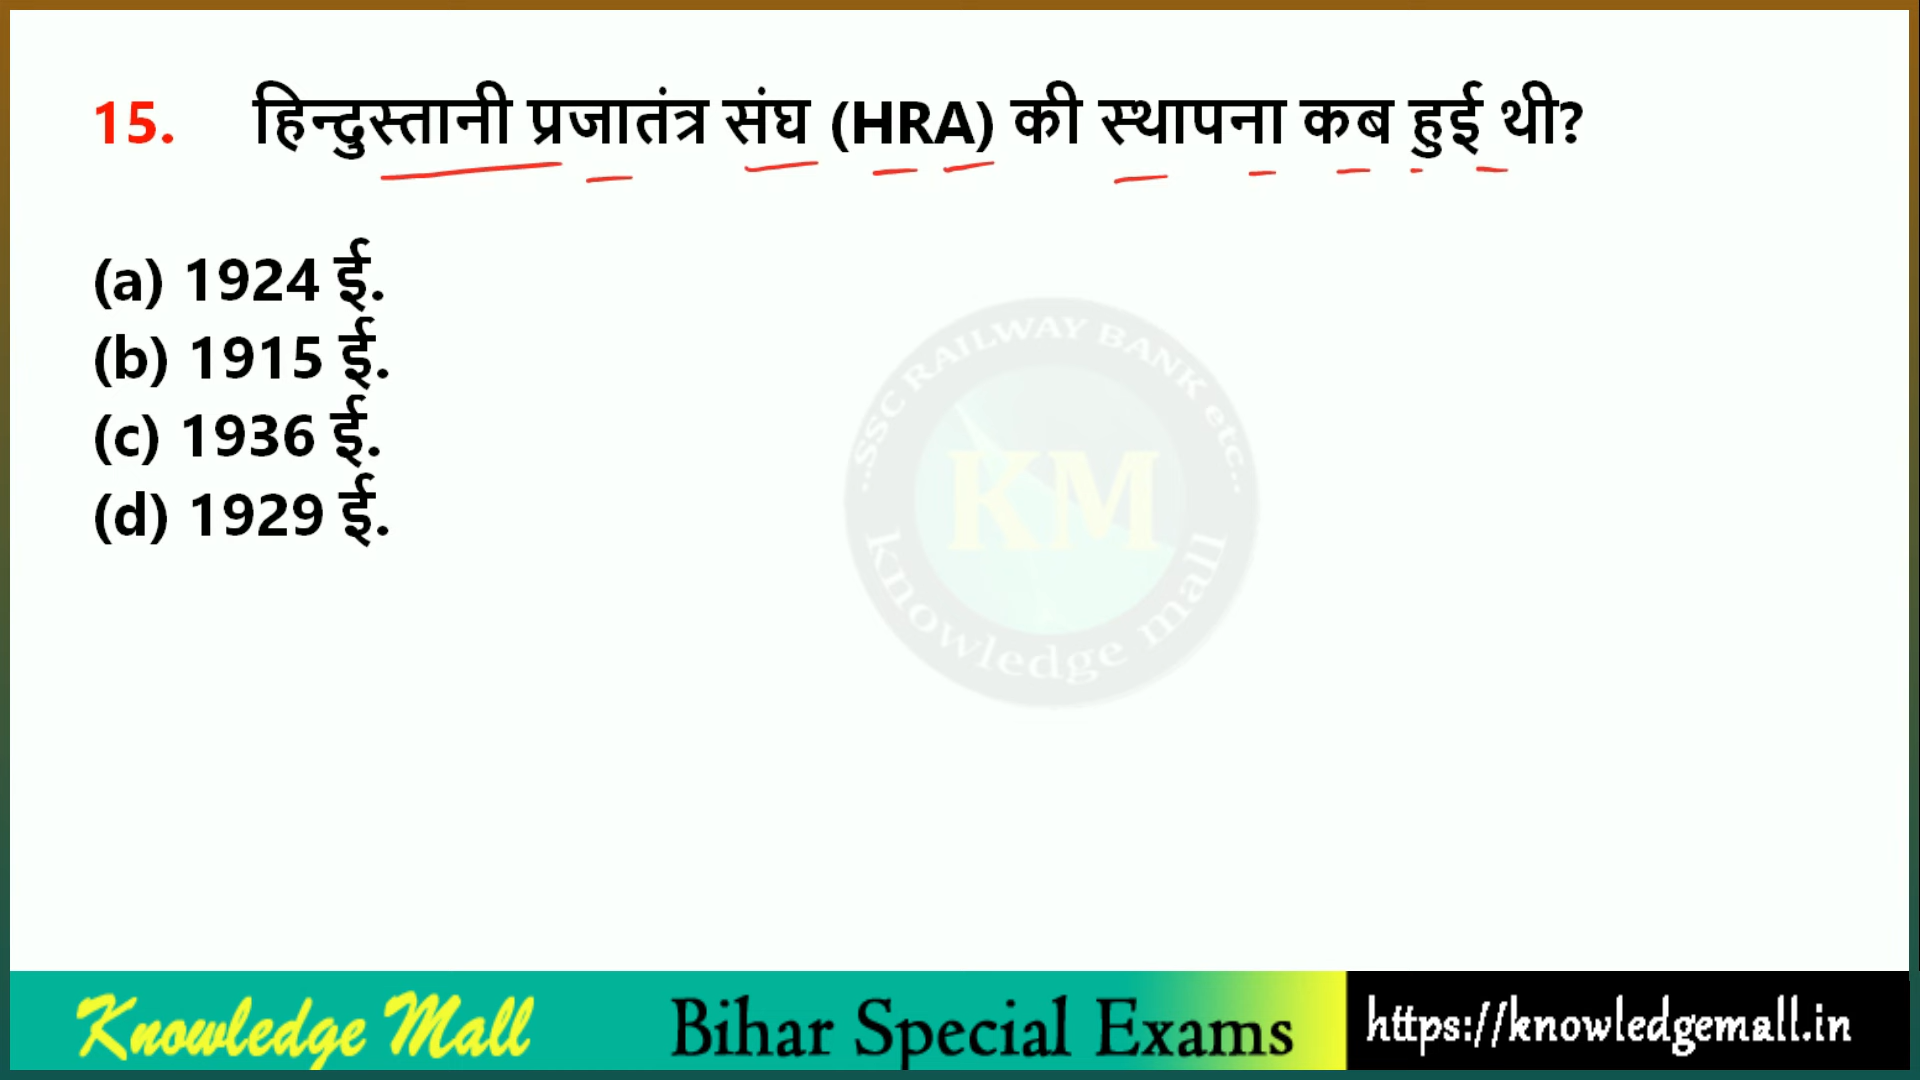 15. हिन्दुस्तानी प्रजातंत्र संघ (HRA) की स्थापना कब हुई थी?
(a) 1924 ई.
(b) 1915 ई.
(c) 1936 ई.
(d) 1929 ई.
..SSC RAILWAY BANK etc..
KM
knowledge mall
Knowledge Mall Bihar Special Exams https://knowledgemall.in